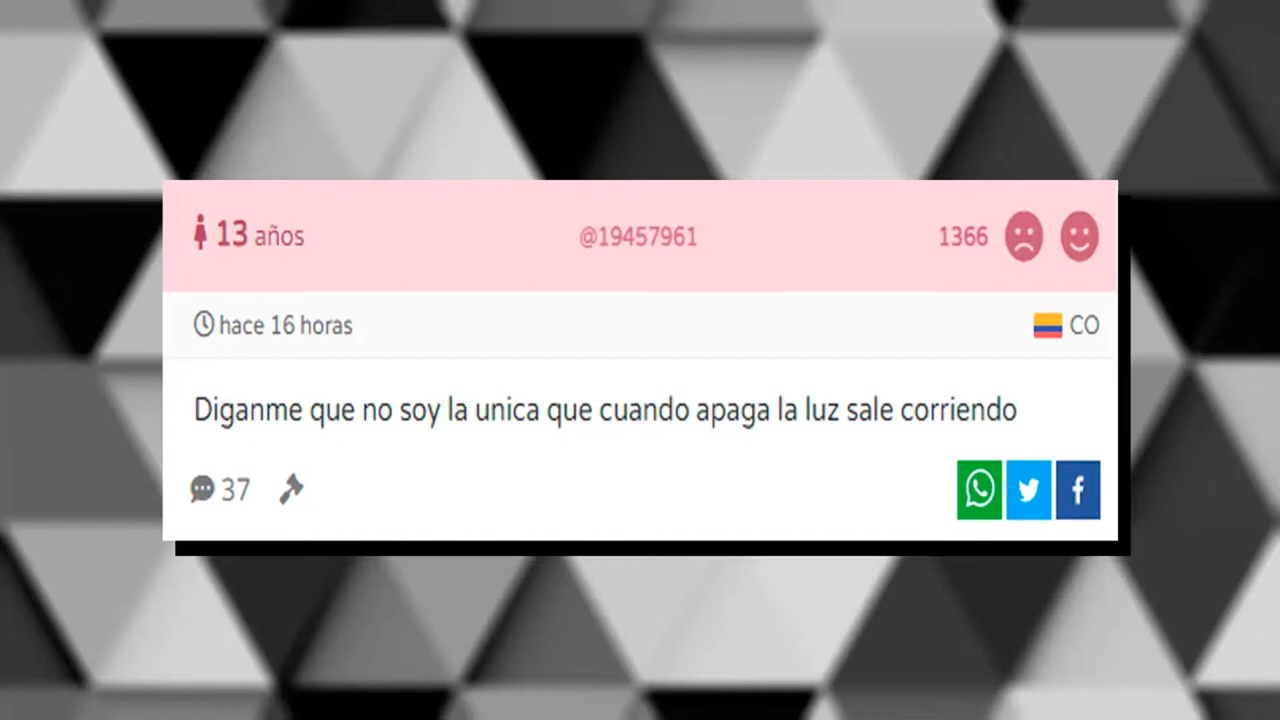 13 años @19457961 1366
hace 16 horas CO
Diganme que no soy la unica que cuando apaga la luz sale corriendo
37